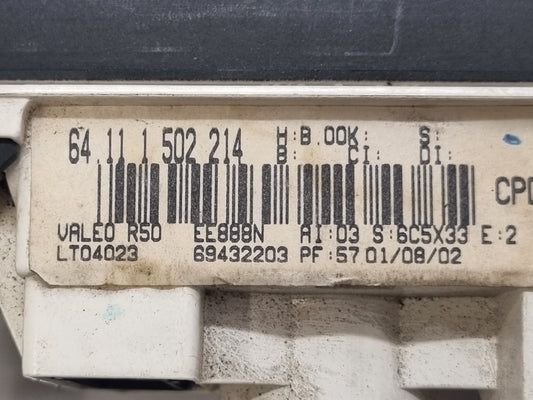 64.11 1 502 214 H:B.00K: S:
B: CI: DI:
CPD
VALEO R50 EE888N AI:03 S:6C5X33 E:2
LT04023 69432203 PF:57 01/08/02